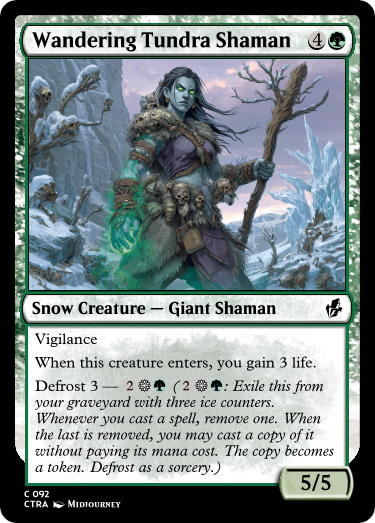 Wandering Tundra Shaman 4
Snow Creature — Giant Shaman
Vigilance
When this creature enters, you gain 3 life.
Defrost 3 — 2 (2 : Exile this from
your graveyard with three ice counters.
Whenever you cast a spell, remove one. When
the last is removed, you may cast a copy of it
without paying its mana cost. The copy becomes
a token. Defrost as a sorcery.)
5/5
C 092
CTRA Midjourney